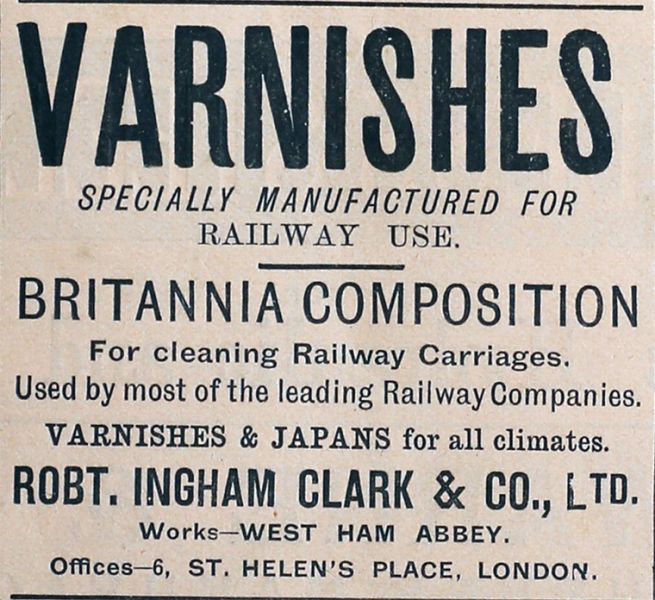 VARNISHES
SPECIALLY MANUFACTURED FOR
RAILWAY USE.
BRITANNIA COMPOSITION
For cleaning Railway Carriages.
Used by most of the leading Railway Companies.
VARNISHES & JAPANS for all climates.
ROBT. INGHAM CLARK & CO., LTD.
Works—WEST HAM ABBEY.
Offices—6, ST. HELEN'S PLACE, LONDON.